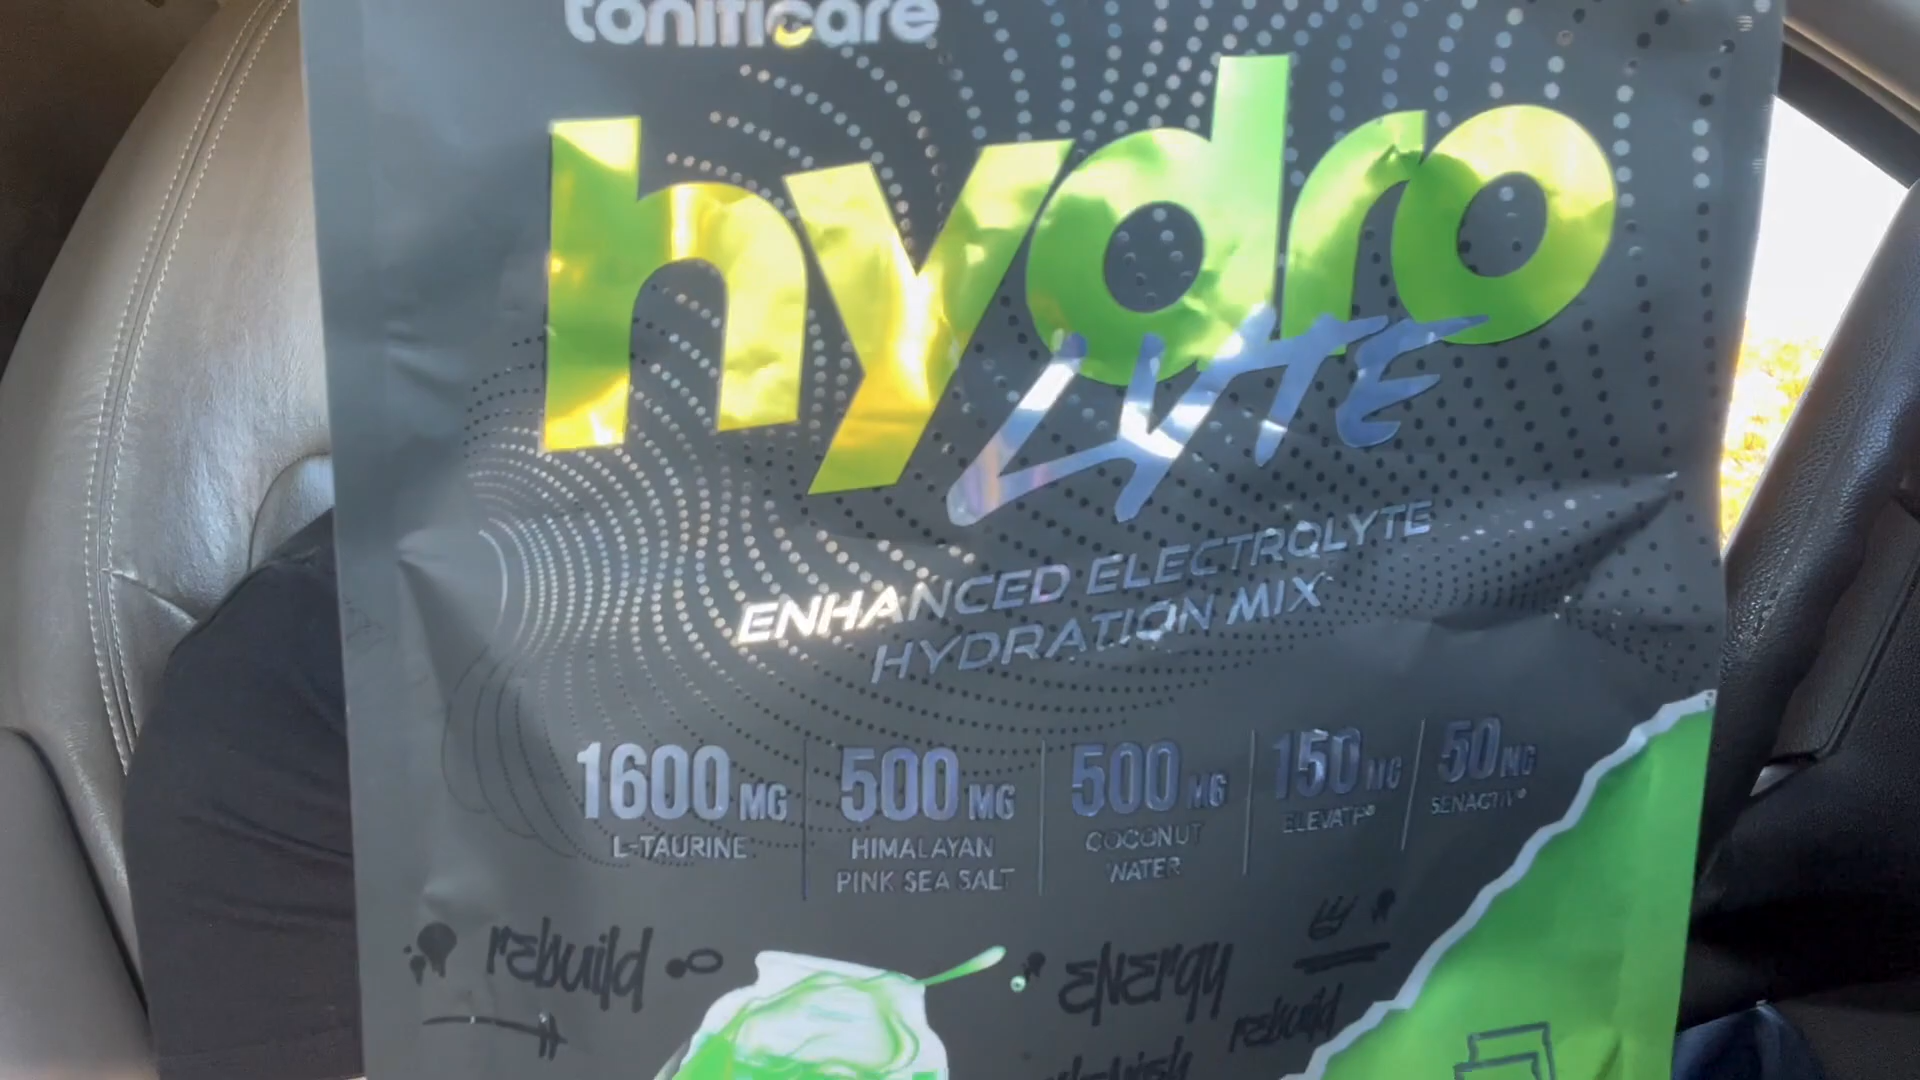 tonificare
hydro
LYTE
ENHANCED ELECTROLYTE
HYDRATION MIX
1600 MG
L-TAURINE
500 MG
HIMALAYAN
PINK SEA SALT
500 MG
COCONUT
WATER
150 MG
ELEVATP®
50 MG
SENACTIV®
rebuild
ENERGY
rebuild